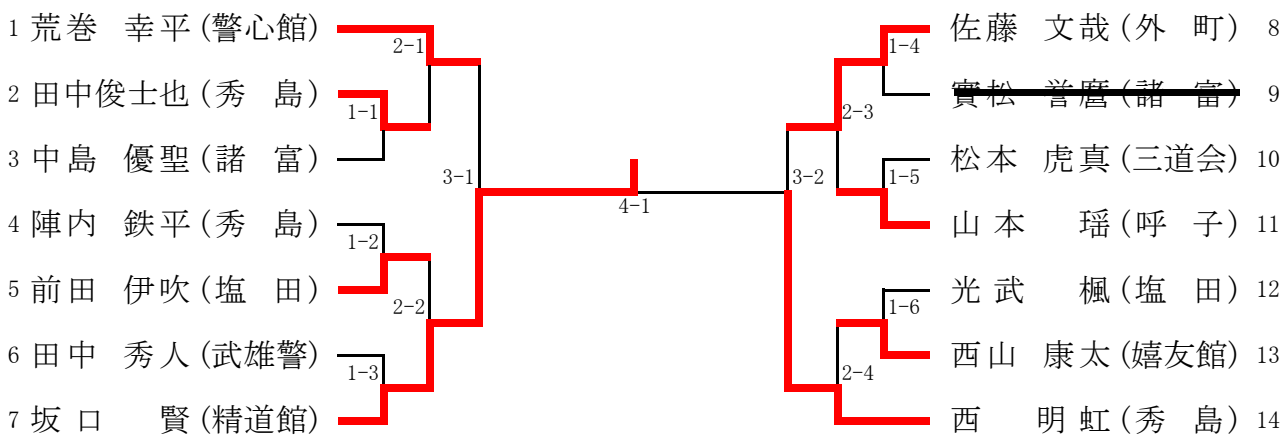 1 荒巻 幸平 (警心館)
2 田中俊士也 (秀 島)
3 中島 優聖 (諸 富)
4 陣内 鉄平 (秀 島)
5 前田 伊吹 (塩 田)
6 田中 秀人 (武雄警)
7 坂口 賢 (精道館)
1-1
1-2
1-3
2-1
2-2
3-1
4-1
3-2
2-3
2-4
1-4
1-5
1-6
佐藤 文哉 (外 町) 8
實松 誉麿 (諸 富) 9
松本 虎真 (三道会) 10
山本 瑶 (呼 子) 11
光武 楓 (塩 田) 12
西山 康太 (嬉友館) 13
西 明虹 (秀 島) 14